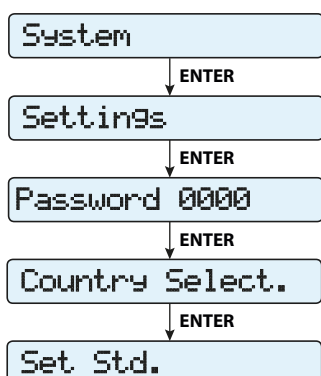 System
ENTER
Settings
ENTER
Password 0000
ENTER
Country Select.
ENTER
Set Std.